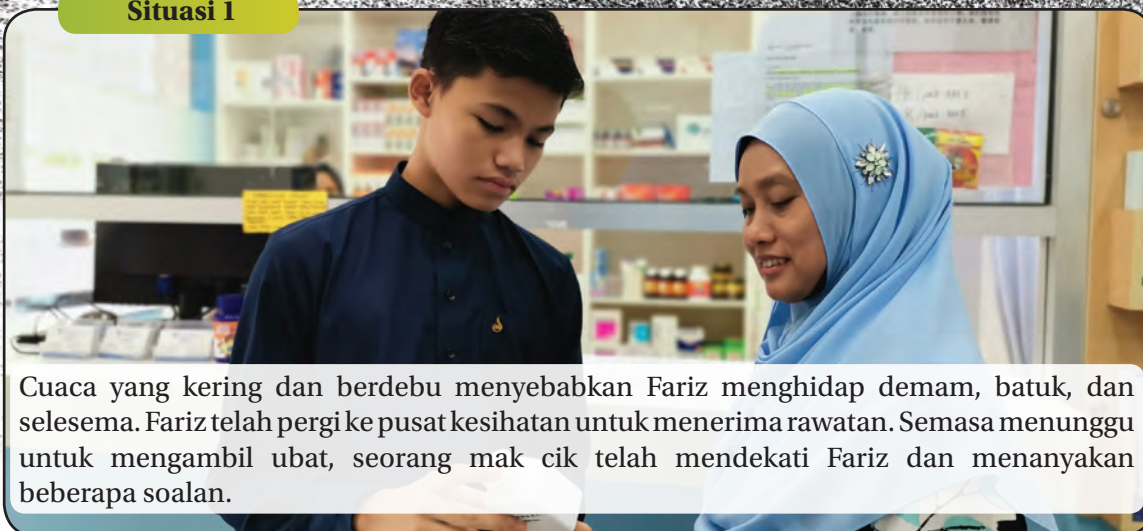 Situasi 1
Cuaca yang kering dan berdebu menyebabkan Fariz menghidap demam, batuk, dan
selesema. Fariz telah pergi ke pusat kesihatan untuk menerima rawatan. Semasa menunggu
untuk mengambil ubat, seorang mak cik telah mendekati Fariz dan menanyakan
beberapa soalan.